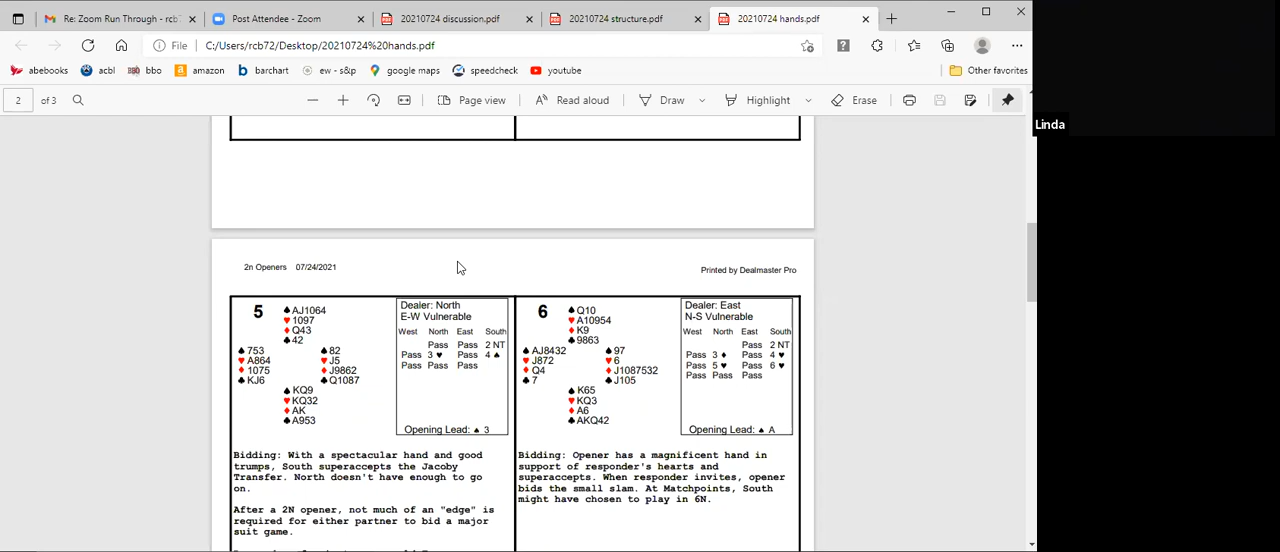 Re: Zoom Run Through - rcb7
Post Attendee - Zoom
20210724 discussion.pdf
20210724 structure.pdf
20210724 hands.pdf
File C:/Users/rcb72/Desktop/20210724%20hands.pdf
abebooks acbl bbo amazon barchart ew - s&p google maps speedcheck youtube Other favorites
2 of 3 Page view Read aloud Draw Highlight Erase
Linda
2n Openers 07/24/2021
Printed by Dealmaster Pro
5
♠ AJ1064
♥ 1097
♦ Q43
♣ 42
♠ 753 ♠ 82
♥ A864 ♥ J5
♦ 1075 ♦ J9862
♣ KJ6 ♣ Q1087
♠ KQ9
♥ KQ32
♦ AK
♣ A953
Dealer: North
E-W Vulnerable
West North East South
Pass Pass 2 NT
Pass 3 ♥ Pass 4 ♠
Pass Pass Pass
Opening Lead: ♠ 3
Bidding: With a spectacular hand and good
trumps, South superaccepts the Jacoby
Transfer. North doesn't have enough to go
on.
After a 2N opener, not much of an "edge" is
required for either partner to bid a major
suit game.
6
♠ Q10
♥ A10954
♦ K9
♣ 9863
♠ AJ8432 ♠ 97
♥ J872 ♥ 6
♦ Q4 ♦ J1087532
♣ 7 ♣ J105
♠ K65
♥ KQ3
♦ A6
♣ AKQ42
Dealer: East
N-S Vulnerable
West North East South
Pass 2 NT
Pass 3 ♦ Pass 4 ♥
Pass 5 ♥ Pass 6 ♥
Pass Pass Pass
Opening Lead: ♠ A
Bidding: Opener has a magnificent hand in
support of responder's hearts and
superaccepts. When responder invites, opener
bids the small slam. At Matchpoints, South
might have chosen to play in 6N.